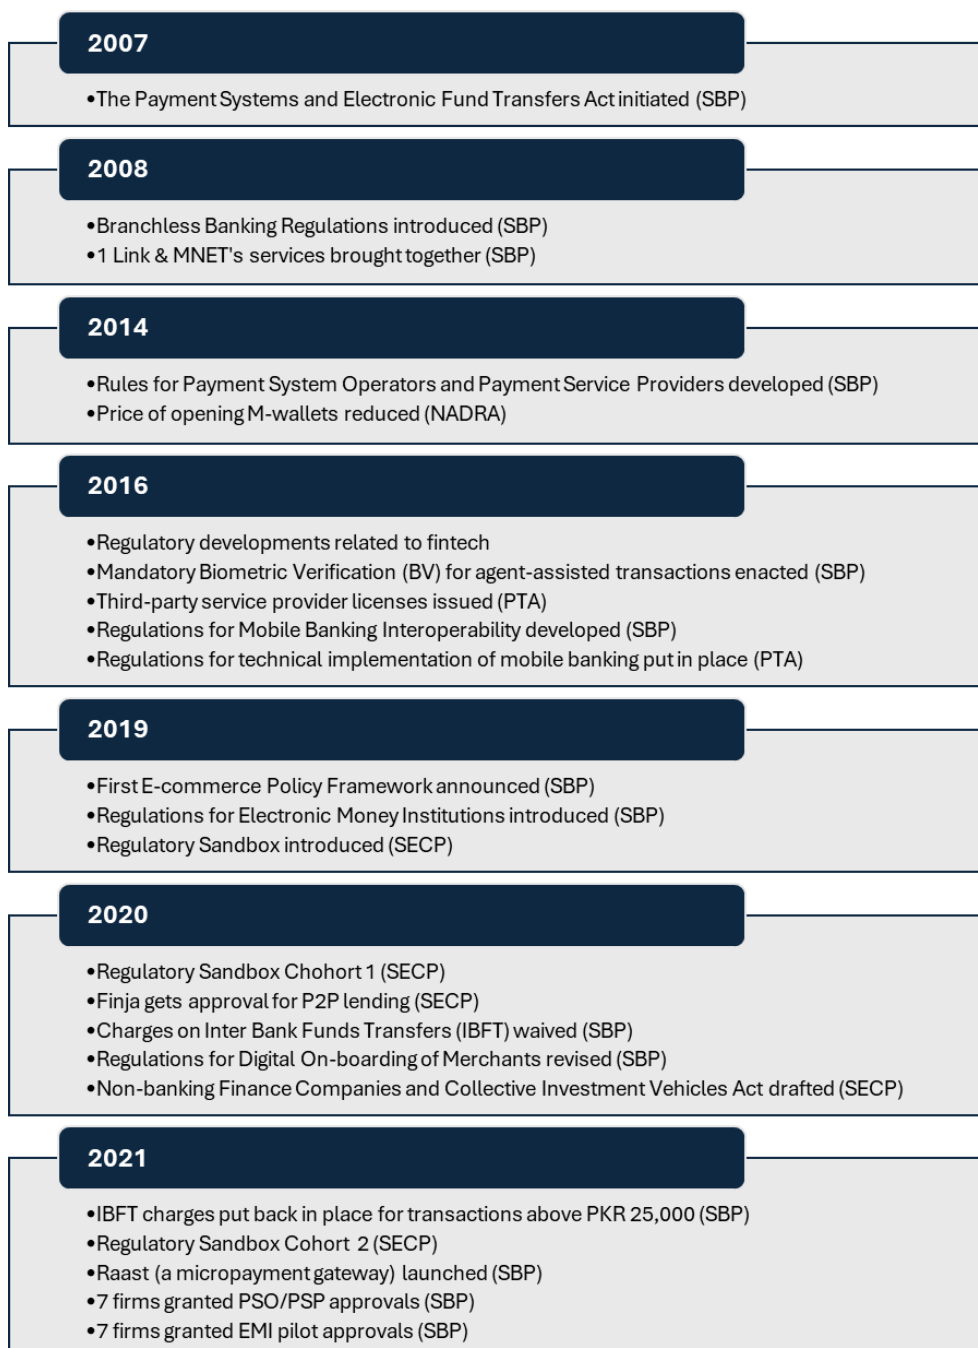 2007
•The Payment Systems and Electronic Fund Transfers Act initiated (SBP)
2008
•Branchless Banking Regulations introduced (SBP)
•1 Link & MNET's services brought together (SBP)
2014
•Rules for Payment System Operators and Payment Service Providers developed (SBP)
•Price of opening M-wallets reduced (NADRA)
2016
•Regulatory developments related to fintech
•Mandatory Biometric Verification (BV) for agent-assisted transactions enacted (SBP)
•Third-party service provider licenses issued (PTA)
•Regulations for Mobile Banking Interoperability developed (SBP)
•Regulations for technical implementation of mobile banking put in place (PTA)
2019
•First E-commerce Policy Framework announced (SBP)
•Regulations for Electronic Money Institutions introduced (SBP)
•Regulatory Sandbox introduced (SECP)
2020
•Regulatory Sandbox Chohort 1 (SECP)
•Finja gets approval for P2P lending (SECP)
•Charges on Inter Bank Funds Transfers (IBFT) waived (SBP)
•Regulations for Digital On-boarding of Merchants revised (SBP)
•Non-banking Finance Companies and Collective Investment Vehicles Act drafted (SECP)
2021
•IBFT charges put back in place for transactions above PKR 25,000 (SBP)
•Regulatory Sandbox Cohort 2 (SECP)
•Raast (a micropayment gateway) launched (SBP)
•7 firms granted PSO/PSP approvals (SBP)
•7 firms granted EMI pilot approvals (SBP)